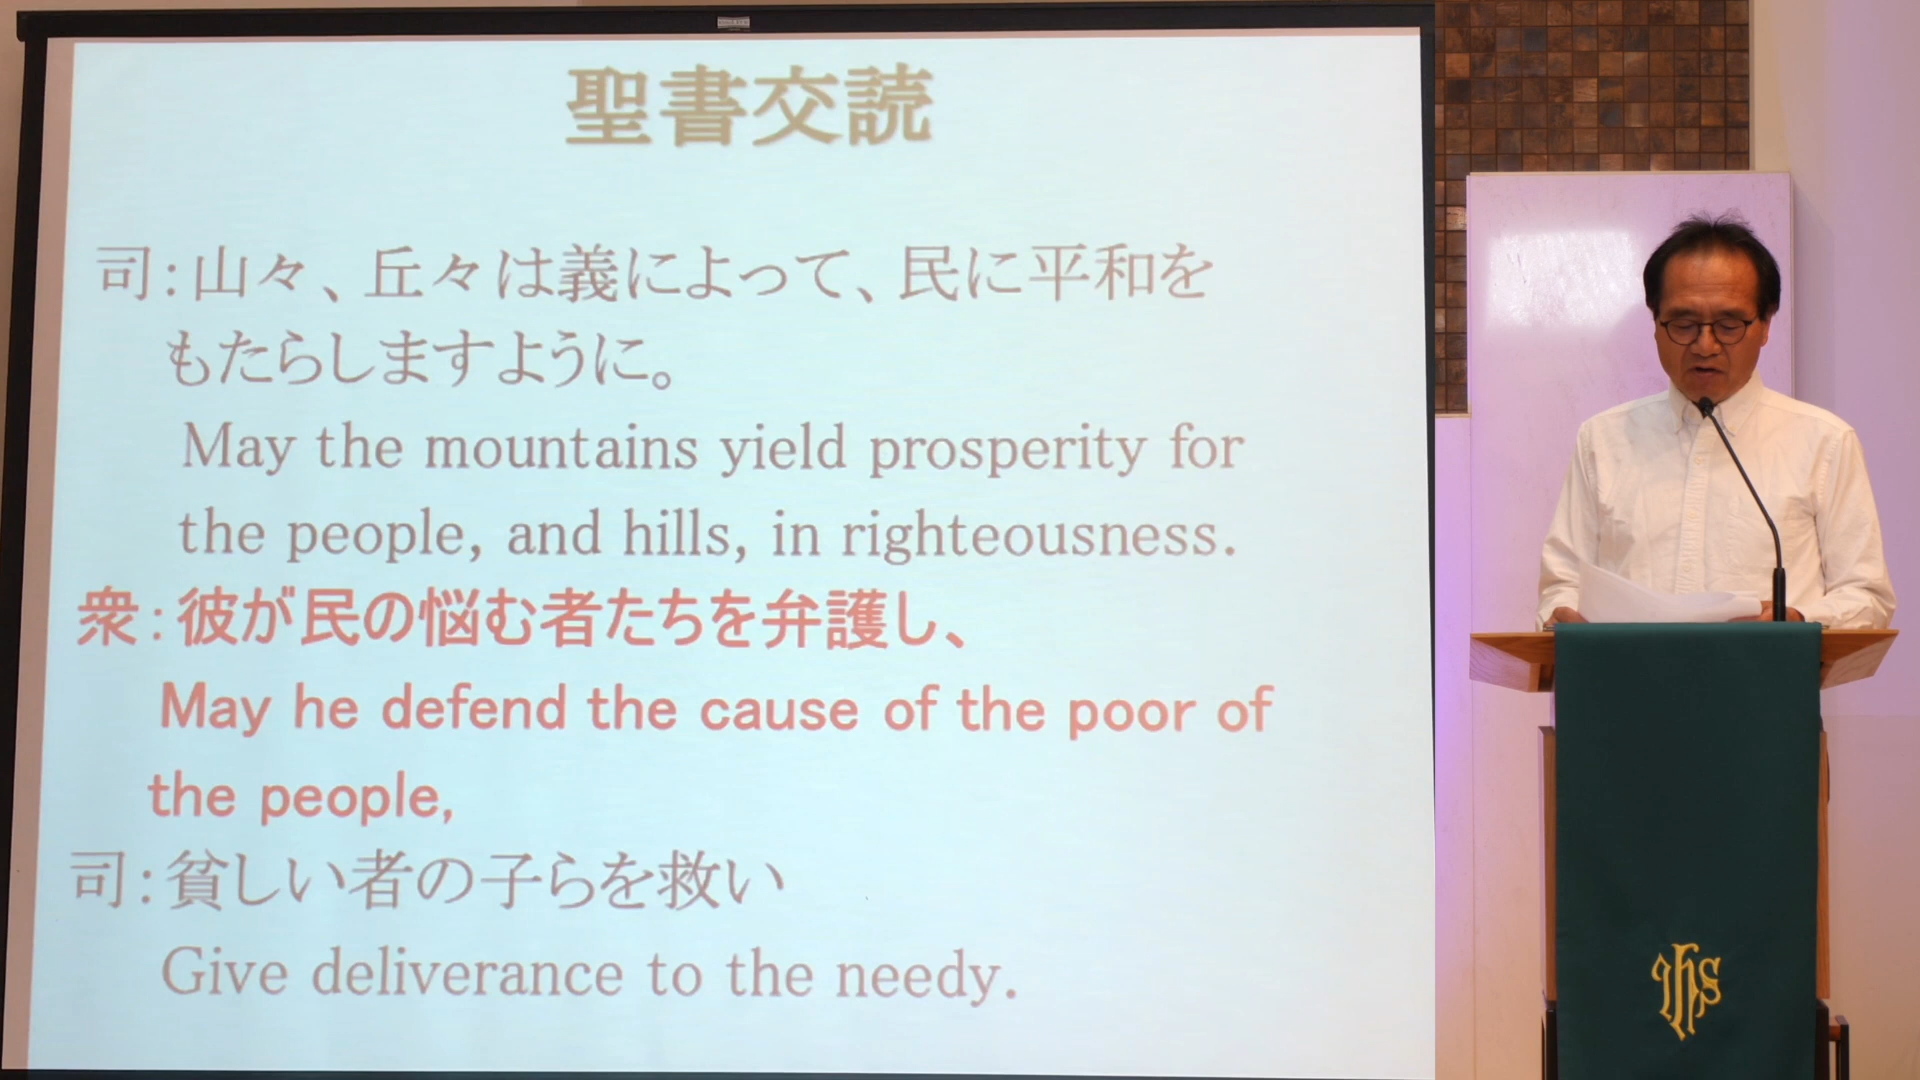 聖書交読
司:山々、丘々は義によって、民に平和を
もたらしますように。
May the mountains yield prosperity for
the people, and hills, in righteousness.
衆:彼が民の悩む者たちを弁護し、
May he defend the cause of the poor of
the people,
司:貧しい者の子らを救い
Give deliverance to the needy.
IHS